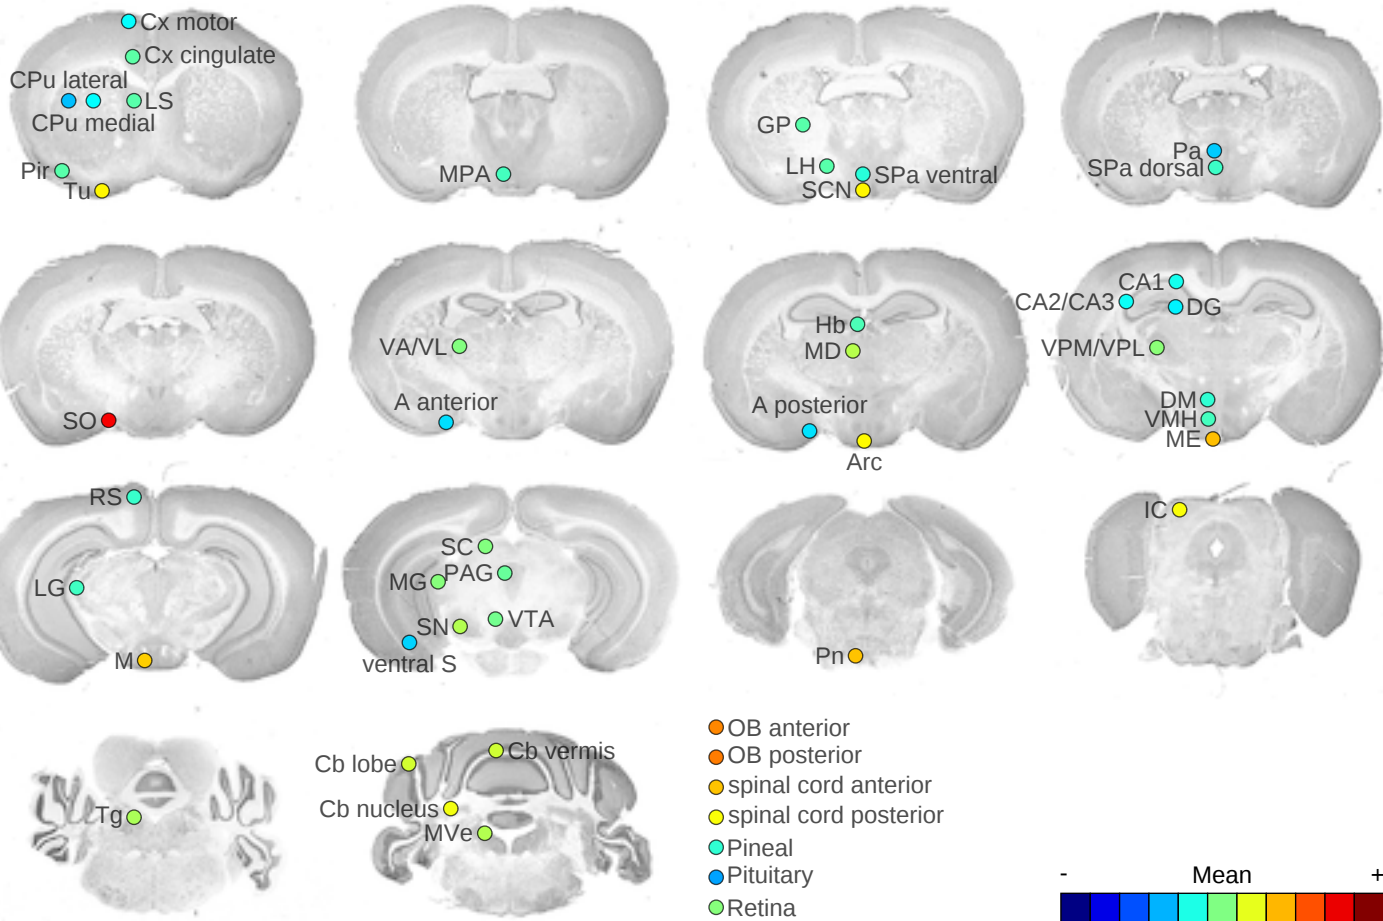 Cx motor
Cx cingulate
CPu lateral
LS
CPu medial
Pir
Tu
MPA
GP
LH
SPa ventral
SCN
Pa
SPa dorsal
SO
VA/VL
A anterior
Hb
MD
A posterior
Arc
CA1
CA2/CA3
DG
VPM/VPL
DM
VMH
ME
RS
LG
M
SC
PAG
MG
VTA
SN
ventral S
Pn
IC
Tg
Cb vermis
Cb lobe
Cb nucleus
MVe
OB anterior
OB posterior
spinal cord anterior
spinal cord posterior
Pineal
Pituitary
Retina
- Mean +